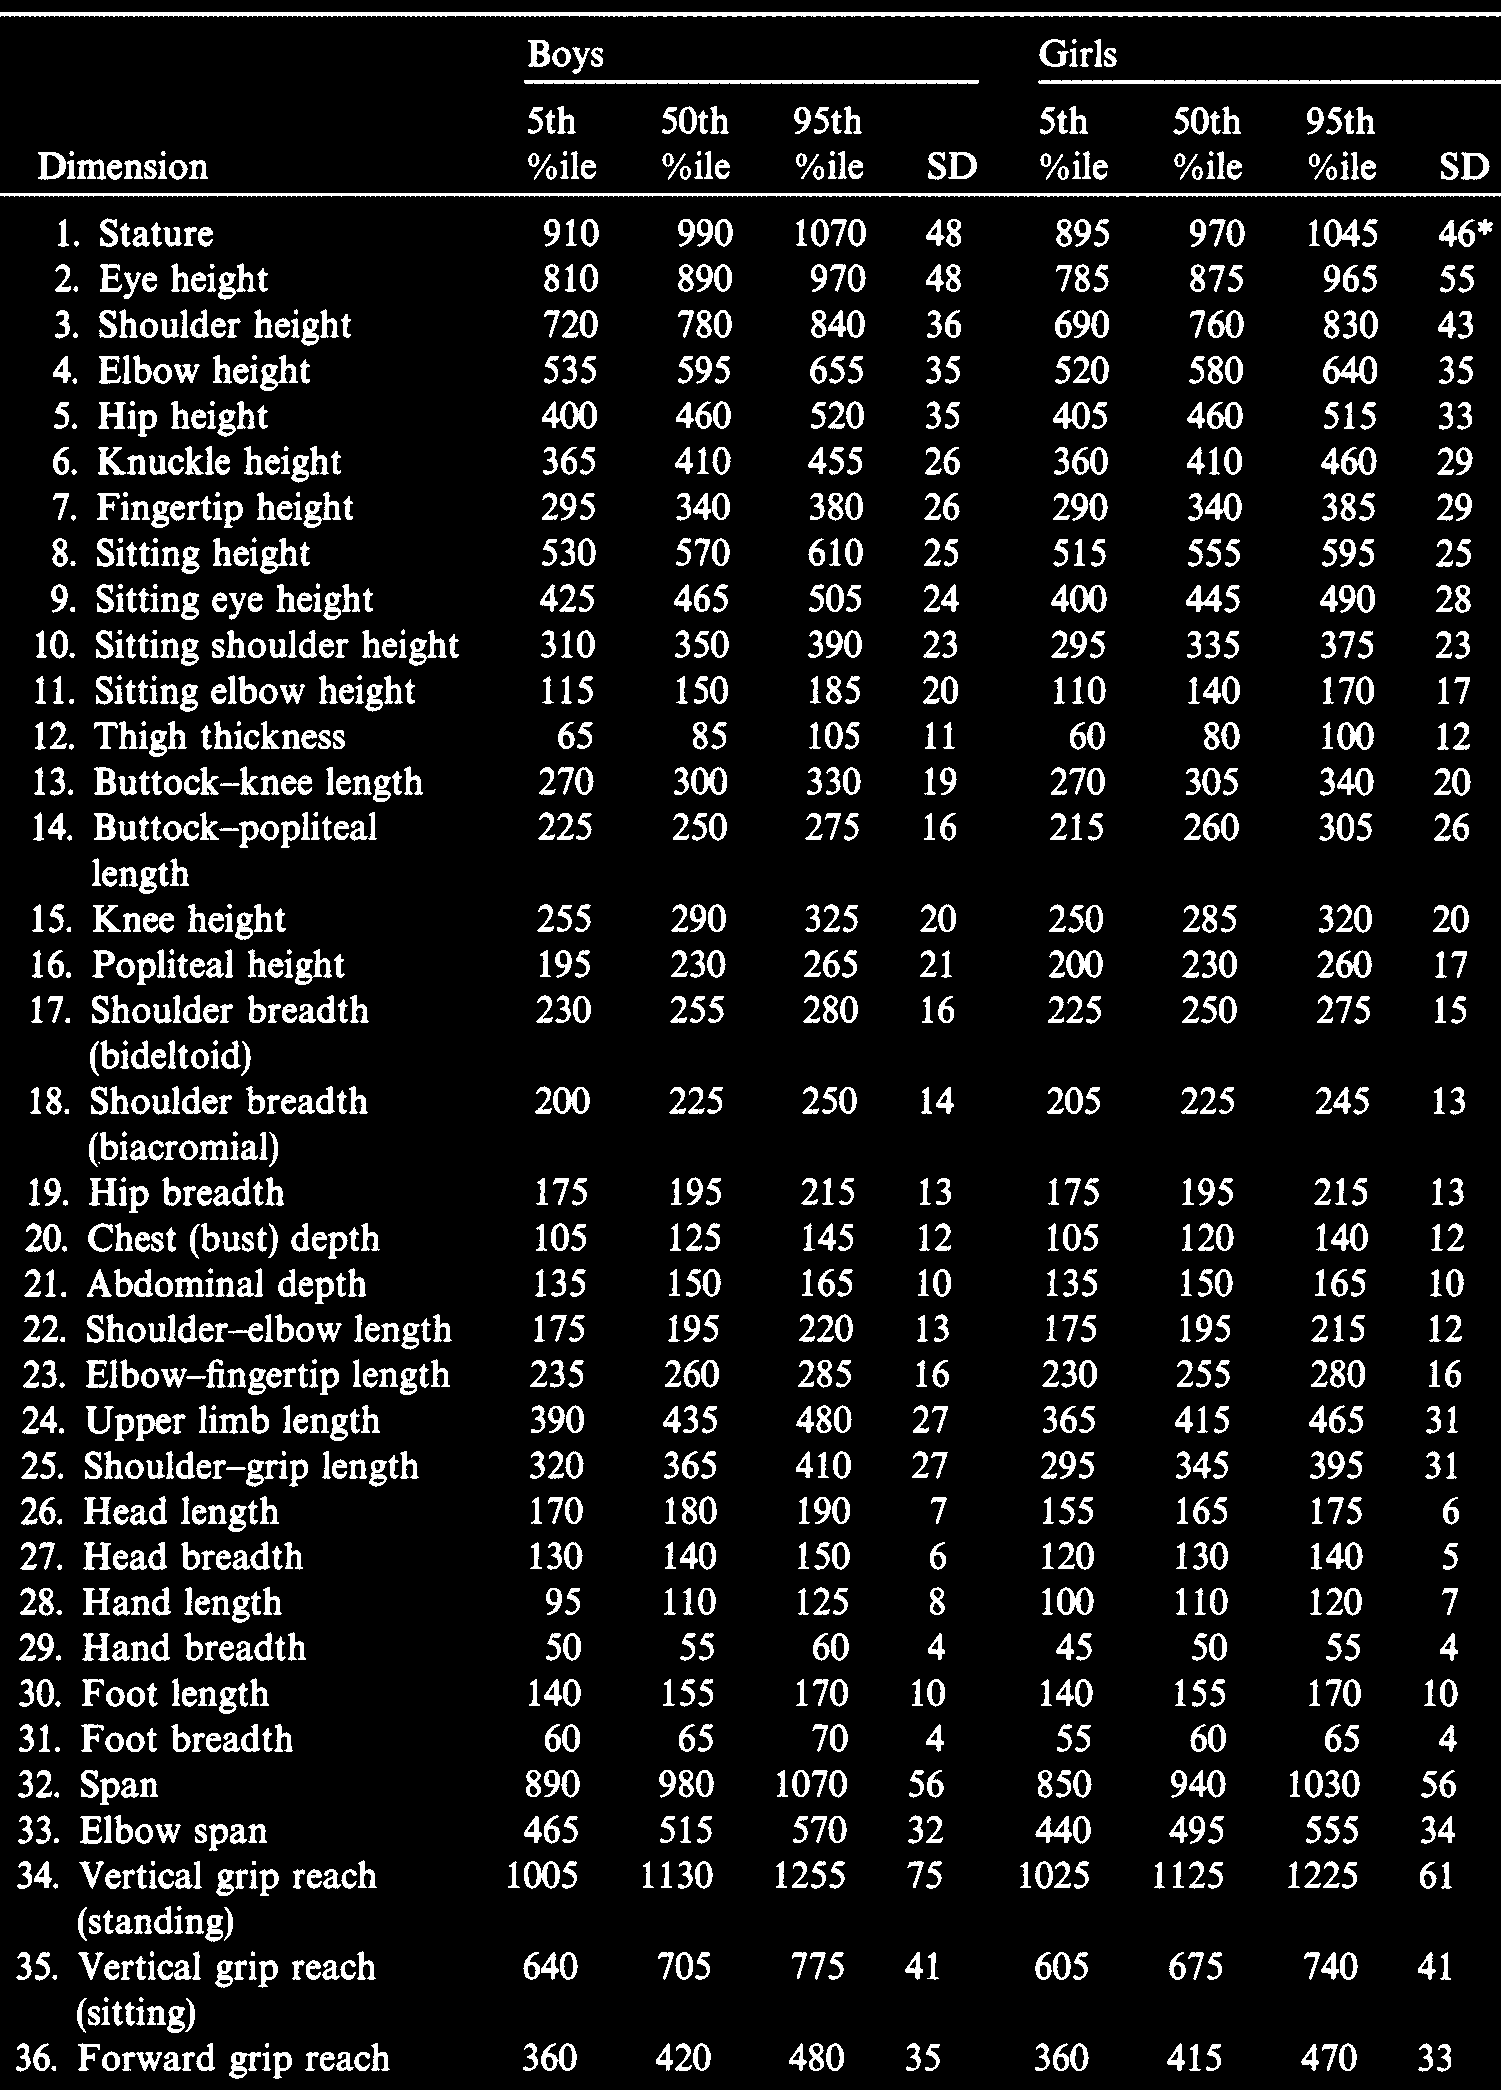 Boys Girls
5th 50th 95th 5th 50th 95th
Dimension %ile %ile %ile SD %ile %ile %ile SD
1. Stature 910 990 1070 48 895 970 1045 46*
2. Eye height 810 890 970 48 785 875 965 55
3. Shoulder height 720 780 840 36 690 760 830 43
4. Elbow height 535 595 655 35 520 580 640 35
5. Hip height 400 460 520 35 405 460 515 33
6. Knuckle height 365 410 455 26 360 410 460 29
7. Fingertip height 295 340 380 26 290 340 385 29
8. Sitting height 530 570 610 25 515 555 595 25
9. Sitting eye height 425 465 505 24 400 445 490 28
10. Sitting shoulder height 310 350 390 23 295 335 375 23
11. Sitting elbow height 115 150 185 20 110 140 170 17
12. Thigh thickness 65 85 105 11 60 80 100 12
13. Buttock–knee length 270 300 330 19 270 305 340 20
14. Buttock–popliteal 225 250 275 16 215 260 305 26
length
15. Knee height 255 290 325 20 250 285 320 20
16. Popliteal height 195 230 265 21 200 230 260 17
17. Shoulder breadth 230 255 280 16 225 250 275 15
(bideltoid)
18. Shoulder breadth 200 225 250 14 205 225 245 13
(biacromial)
19. Hip breadth 175 195 215 13 175 195 215 13
20. Chest (bust) depth 105 125 145 12 105 120 140 12
21. Abdominal depth 135 150 165 10 135 150 165 10
22. Shoulder–elbow length 175 195 220 13 175 195 215 12
23. Elbow–fingertip length 235 260 285 16 230 255 280 16
24. Upper limb length 390 435 480 27 365 415 465 31
25. Shoulder–grip length 320 365 410 27 295 345 395 31
26. Head length 170 180 190 7 155 165 175 6
27. Head breadth 130 140 150 6 120 130 140 5
28. Hand length 95 110 125 8 100 110 120 7
29. Hand breadth 50 55 60 4 45 50 55 4
30. Foot length 140 155 170 10 140 155 170 10
31. Foot breadth 60 65 70 4 55 60 65 4
32. Span 890 980 1070 56 850 940 1030 56
33. Elbow span 465 515 570 32 440 495 555 34
34. Vertical grip reach 1005 1130 1255 75 1025 1125 1225 61
(standing)
35. Vertical grip reach 640 705 775 41 605 675 740 41
(sitting)
36. Forward grip reach 360 420 480 35 360 415 470 33